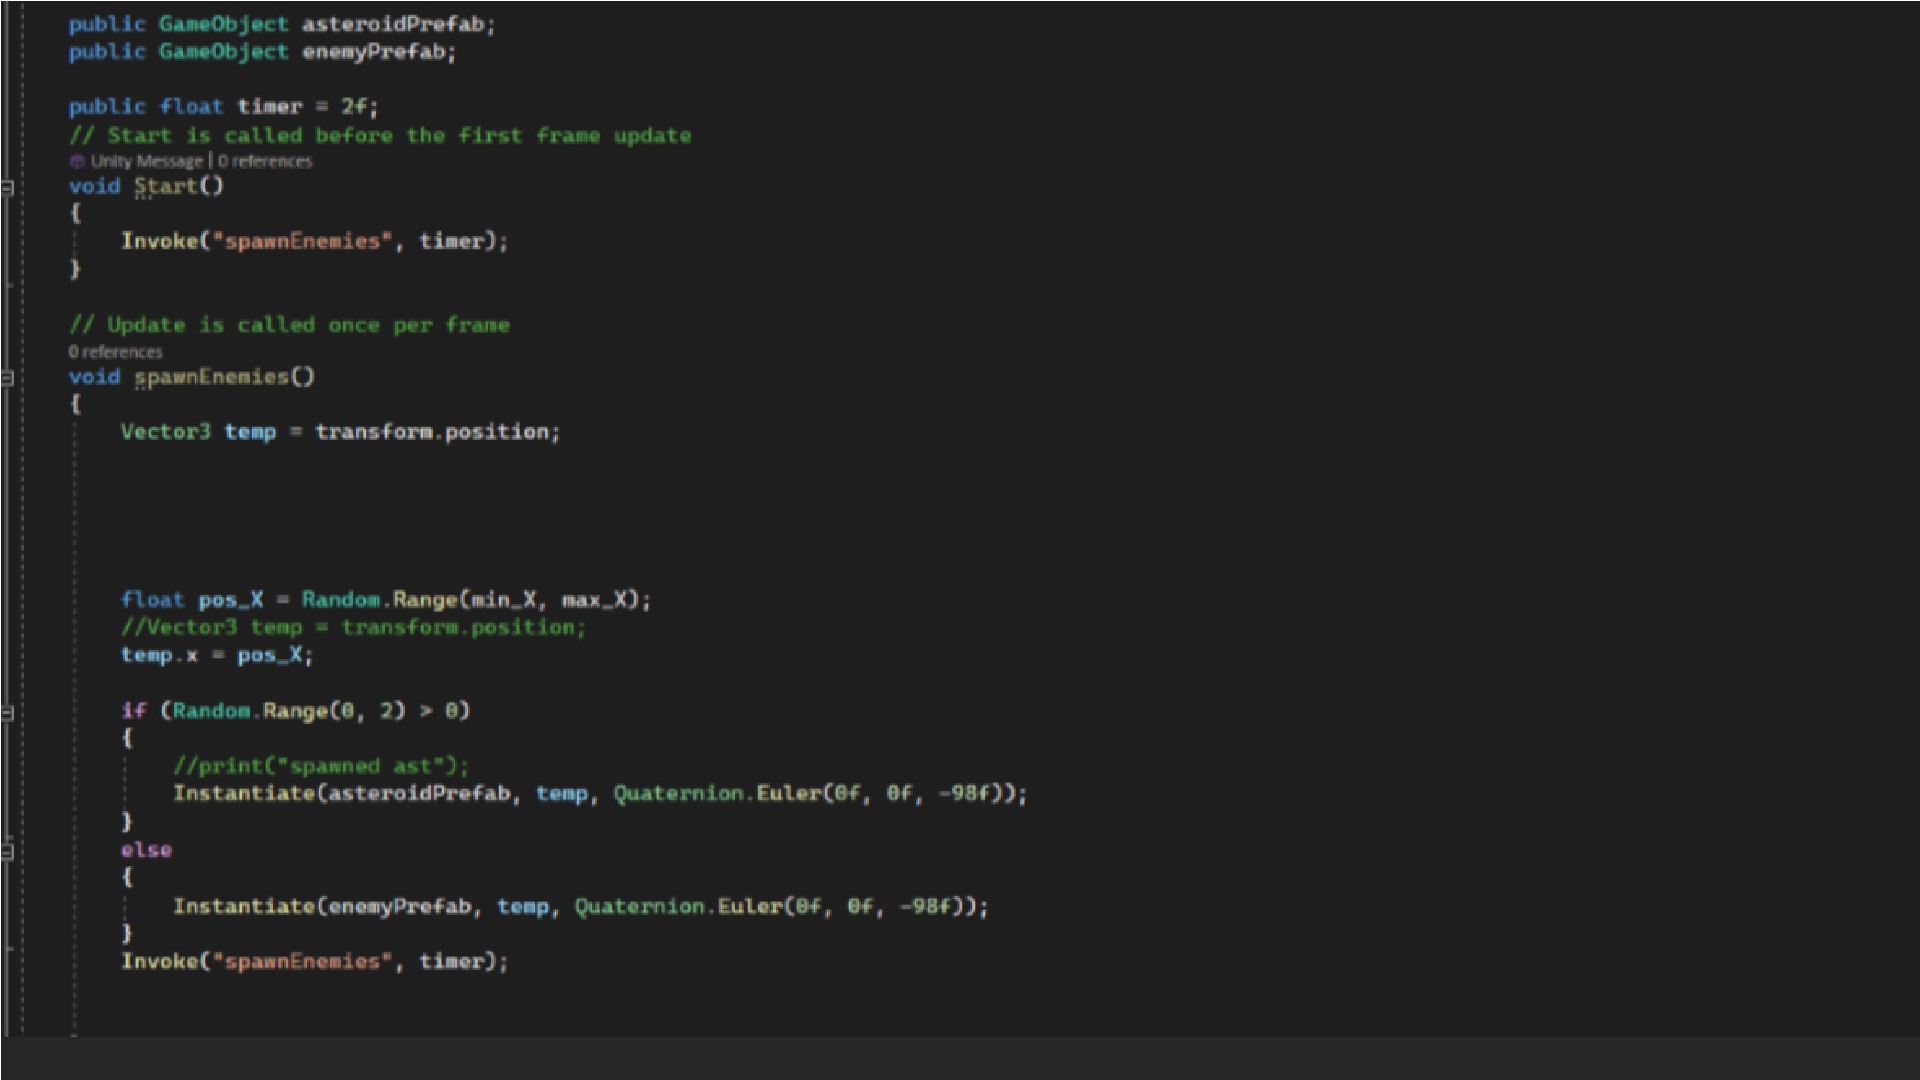 public GameObject asteroidPrefab;
public GameObject enemyPrefab;
public float timer = 2f;
// Start is called before the first frame update
Unity Message | 0 references
void Start()
{
Invoke("spawnEnemies", timer);
}
// Update is called once per frame
0 references
void spawnEnemies()
{
Vector3 temp = transform.position;
float pos_X = Random.Range(min_X, max_X);
//Vector3 temp = transform.position;
temp.x = pos_X;
if (Random.Range(0, 2) > 0)
{
//print("spawned ast");
Instantiate(asteroidPrefab, temp, Quaternion.Euler(0f, 0f, -98f));
}
else
{
Instantiate(enemyPrefab, temp, Quaternion.Euler(0f, 0f, -98f));
}
Invoke("spawnEnemies", timer);